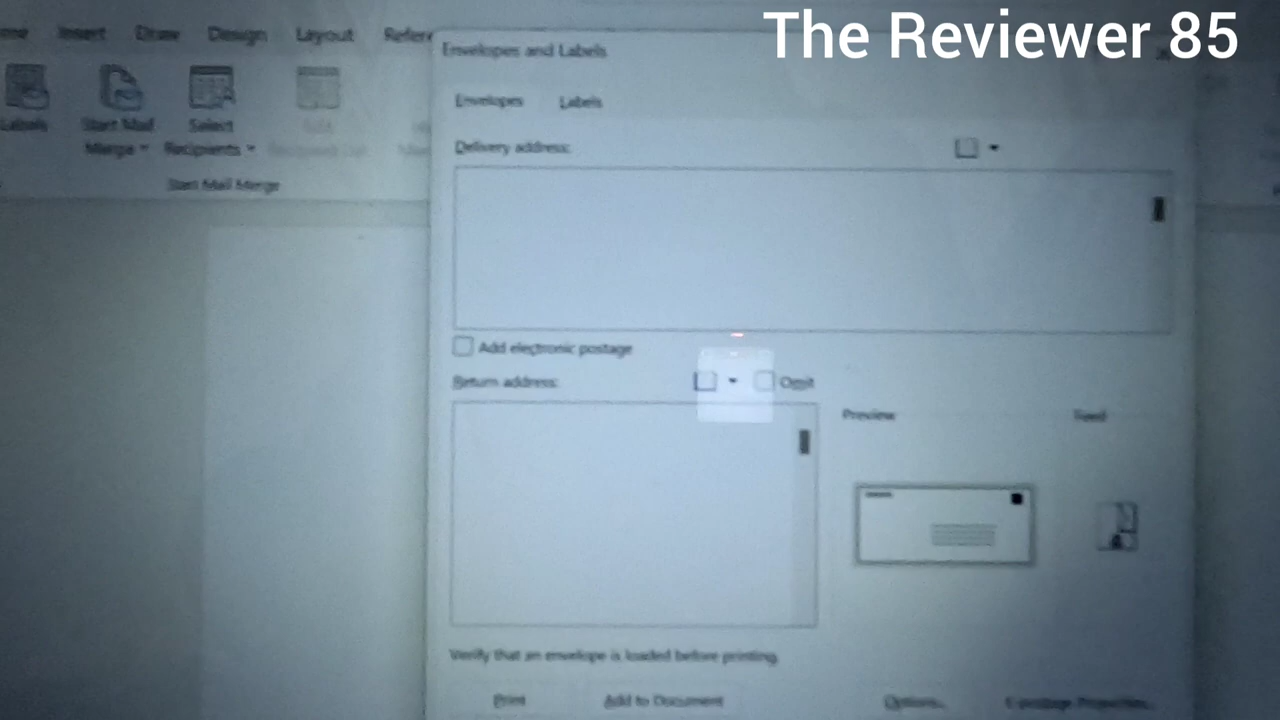 The Reviewer 85
Insert Draw Design Layout
Envelopes and Labels
Labels
Start Mail
Merge
Select
Recipients
Start Mail Merge
Envelopes Labels
Delivery address:
Add electronic postage
Return address:
Omit
Preview
Feed
Verify that an envelope is loaded before printing.
Print
Add to Document
Options...
E-postage Properties...